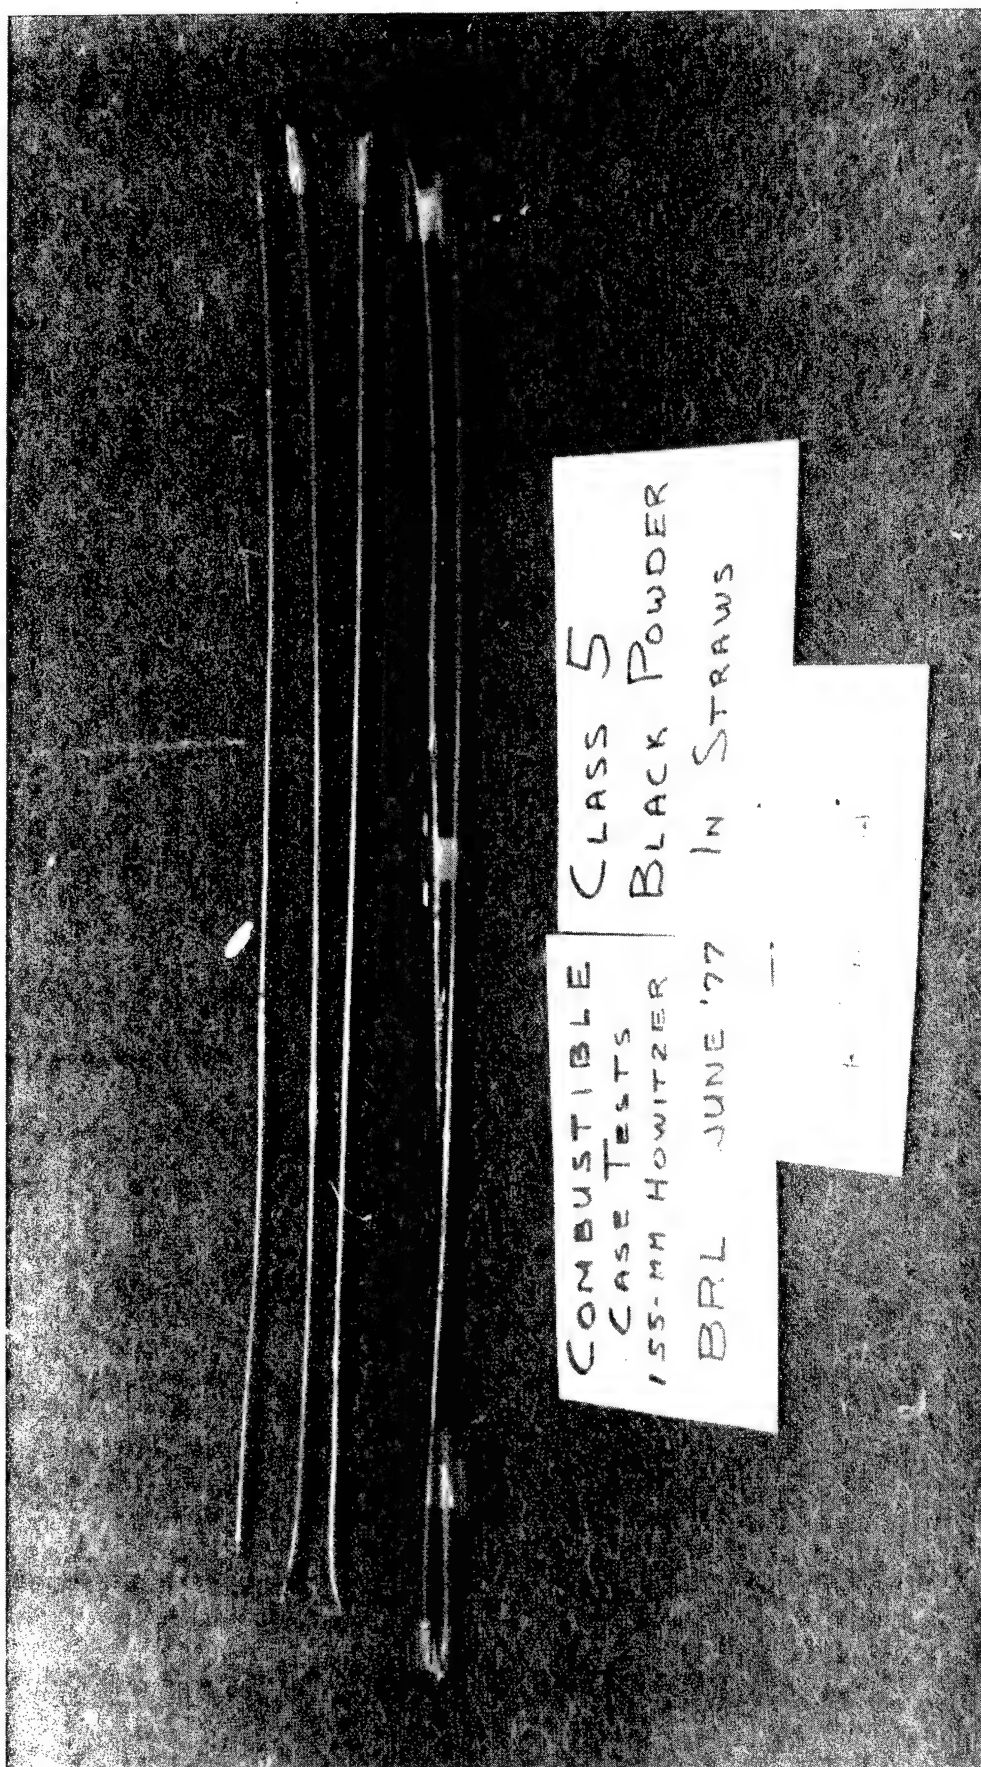 COMBUSTIBLE
CASE TESTS
155-MM HOWITZER
BRL JUNE '77
CLASS 5
BLACK POWDER
IN STRAWS